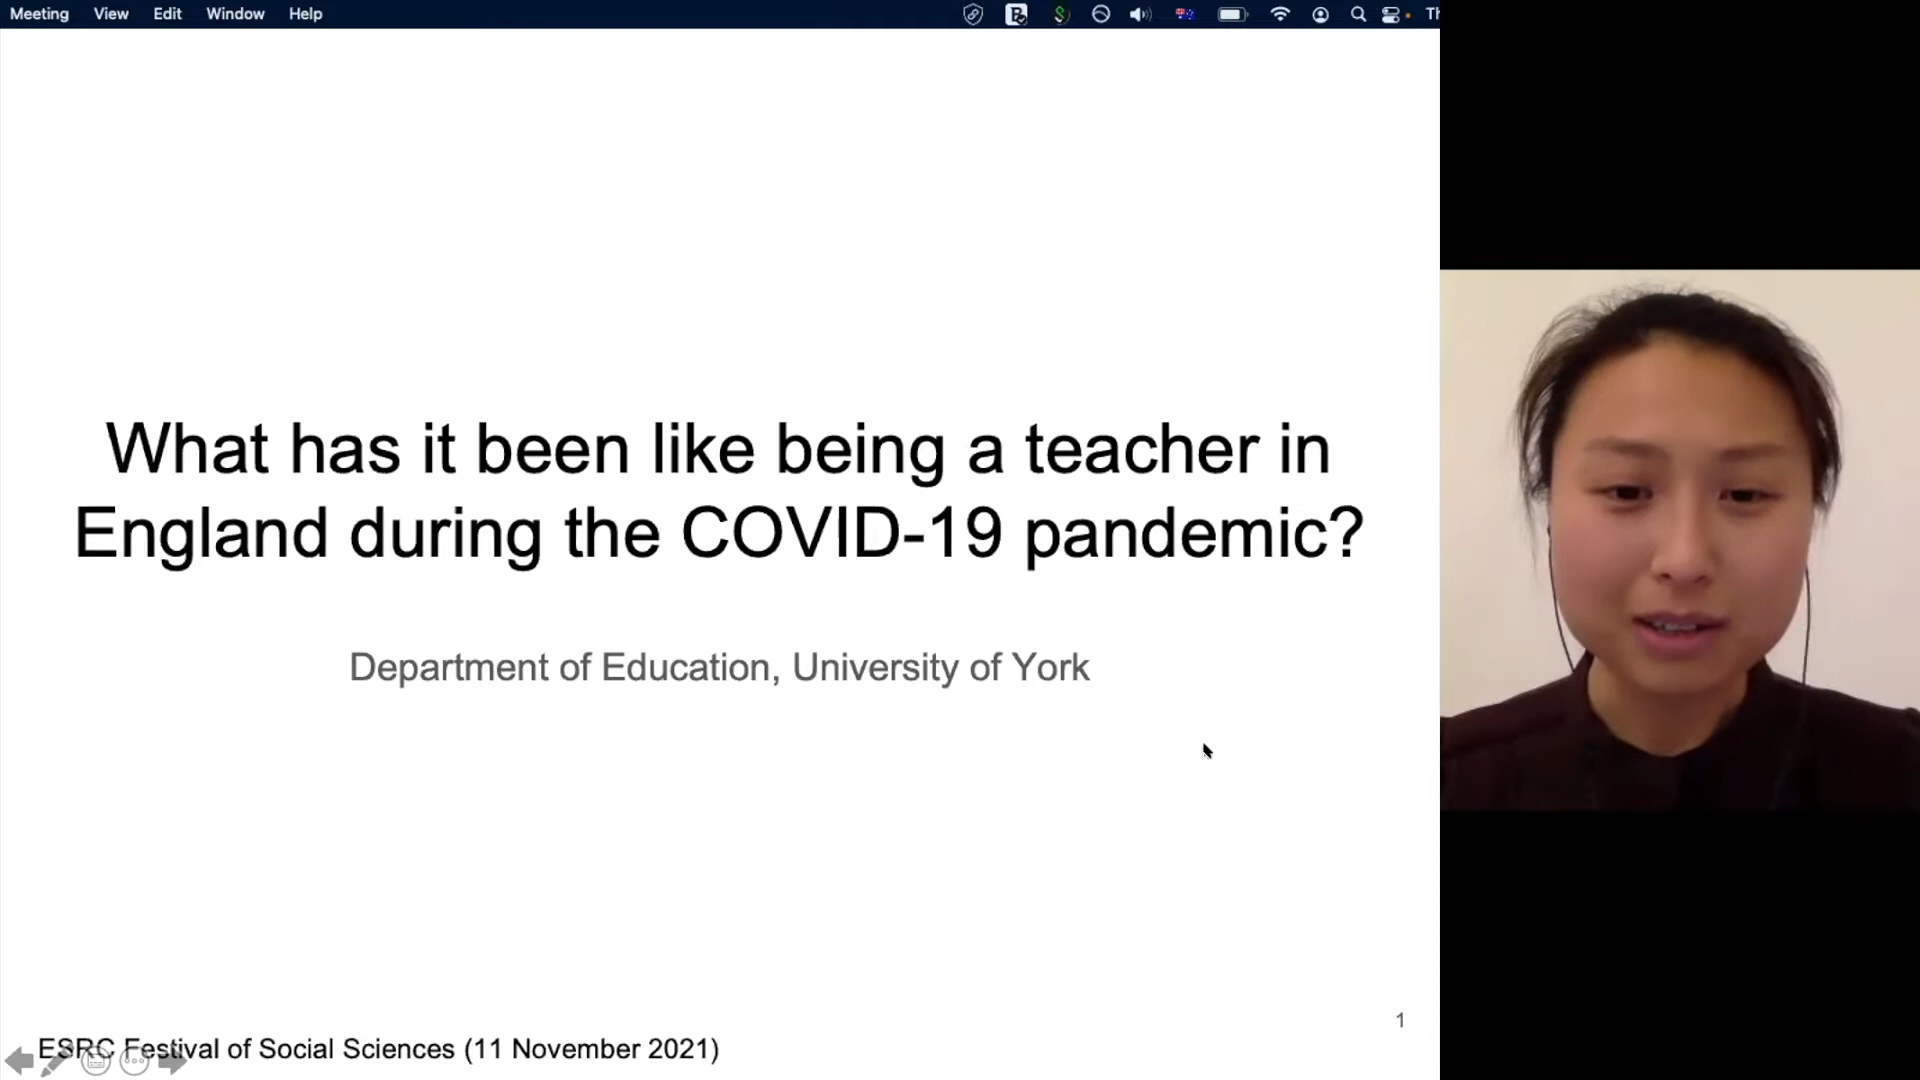 Meeting View Edit Window Help Th
What has it been like being a teacher in
England during the COVID-19 pandemic?
Department of Education, University of York
1
ESRC Festival of Social Sciences (11 November 2021)